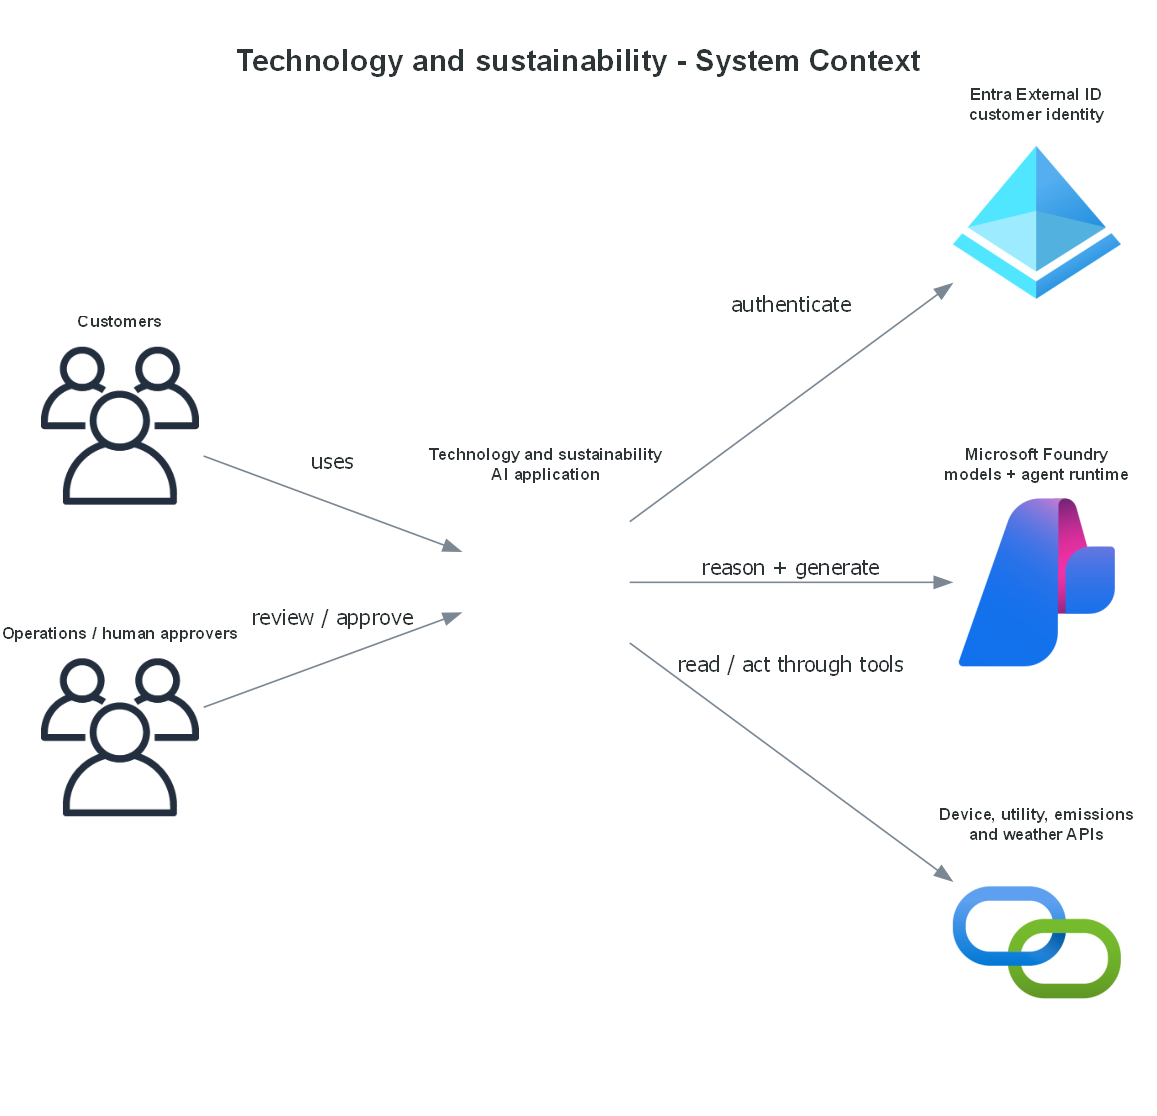 Technology and sustainability - System Context
Entra External ID
customer identity
authenticate
Customers
uses
Technology and sustainability
AI application
Microsoft Foundry
models + agent runtime
reason + generate
review / approve
Operations / human approvers
read / act through tools
Device, utility, emissions
and weather APIs